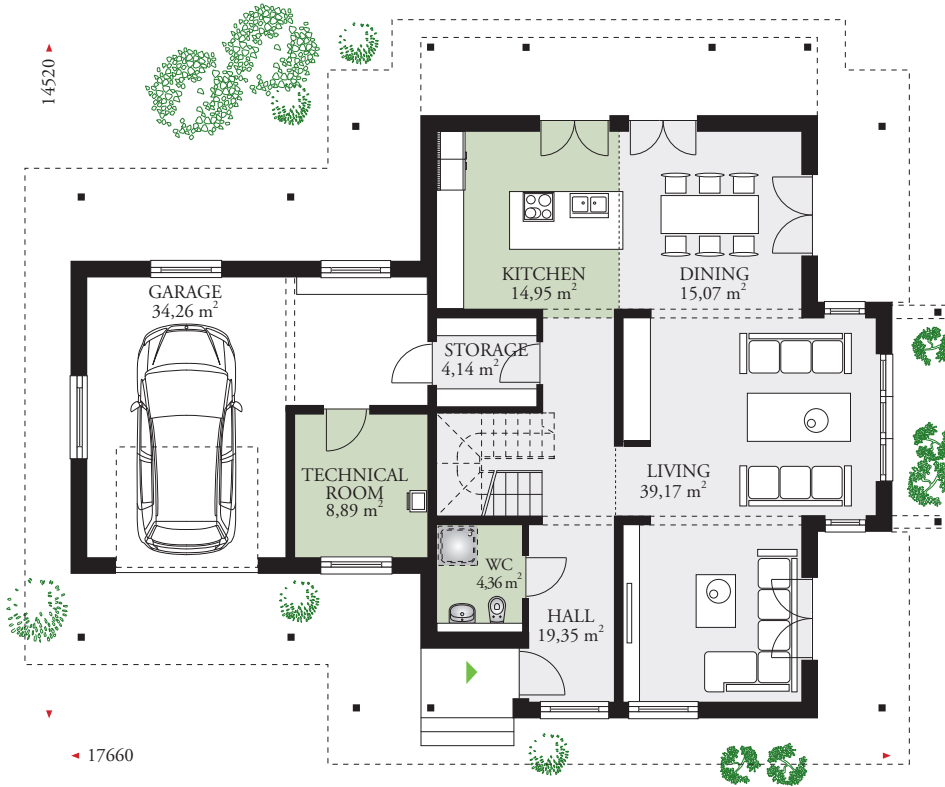 14520
GARAGE
34,26 m²
KITCHEN
14,95 m²
DINING
15,07 m²
STORAGE
4,14 m²
TECHNICAL
ROOM
8,89 m²
LIVING
39,17 m²
WC
4,36 m²
HALL
19,35 m²
17660